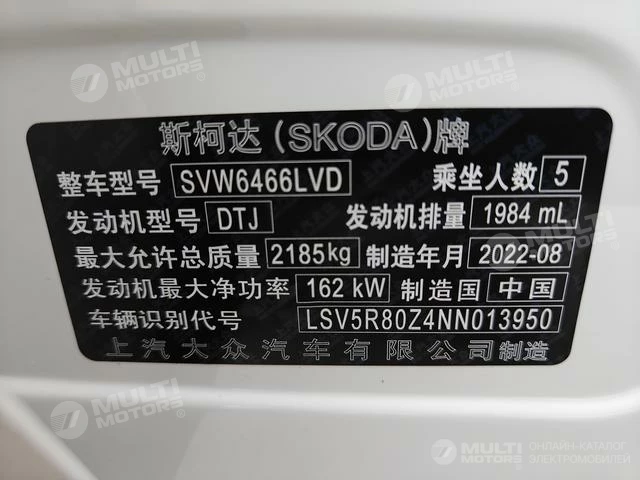 斯柯达(SKODA)牌
整车型号 SVW6466LVD 乘坐人数 5
发动机型号 DTJ 发动机排量 1984 mL
最大允许总质量 2185kg 制造年月 2022-08
发动机最大净功率 162 kW 制造国 中国
车辆识别代号 LSV5R80Z4NN013950
上汽大众汽车有限公司制造
MULTI MOTORS®
MULTI MOTORS®
MULTI MOTORS®
MULTI MOTORS
ОНЛАЙН-КАТАЛОГ
ЭЛЕКТРОМОБИЛЕЙ